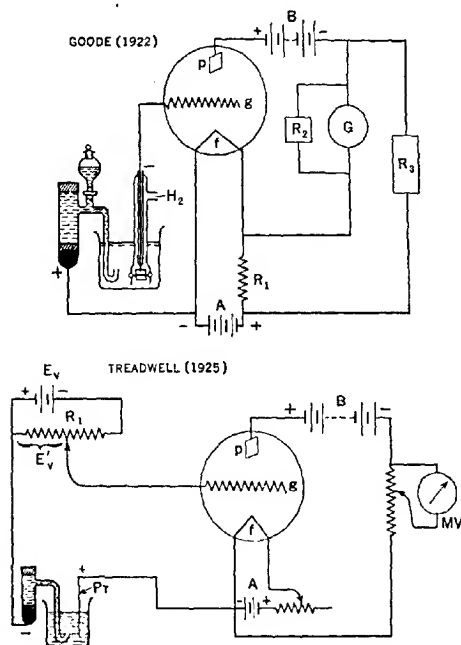 GOODE (1922)
+ B -
p
g
f
R2
G
R3
-
H2
+
R1
A
- +
TREADWELL (1925)
EV
+ -
R1
E'V
+ B -
p
g
f
MV
+
PT
A
- +
-